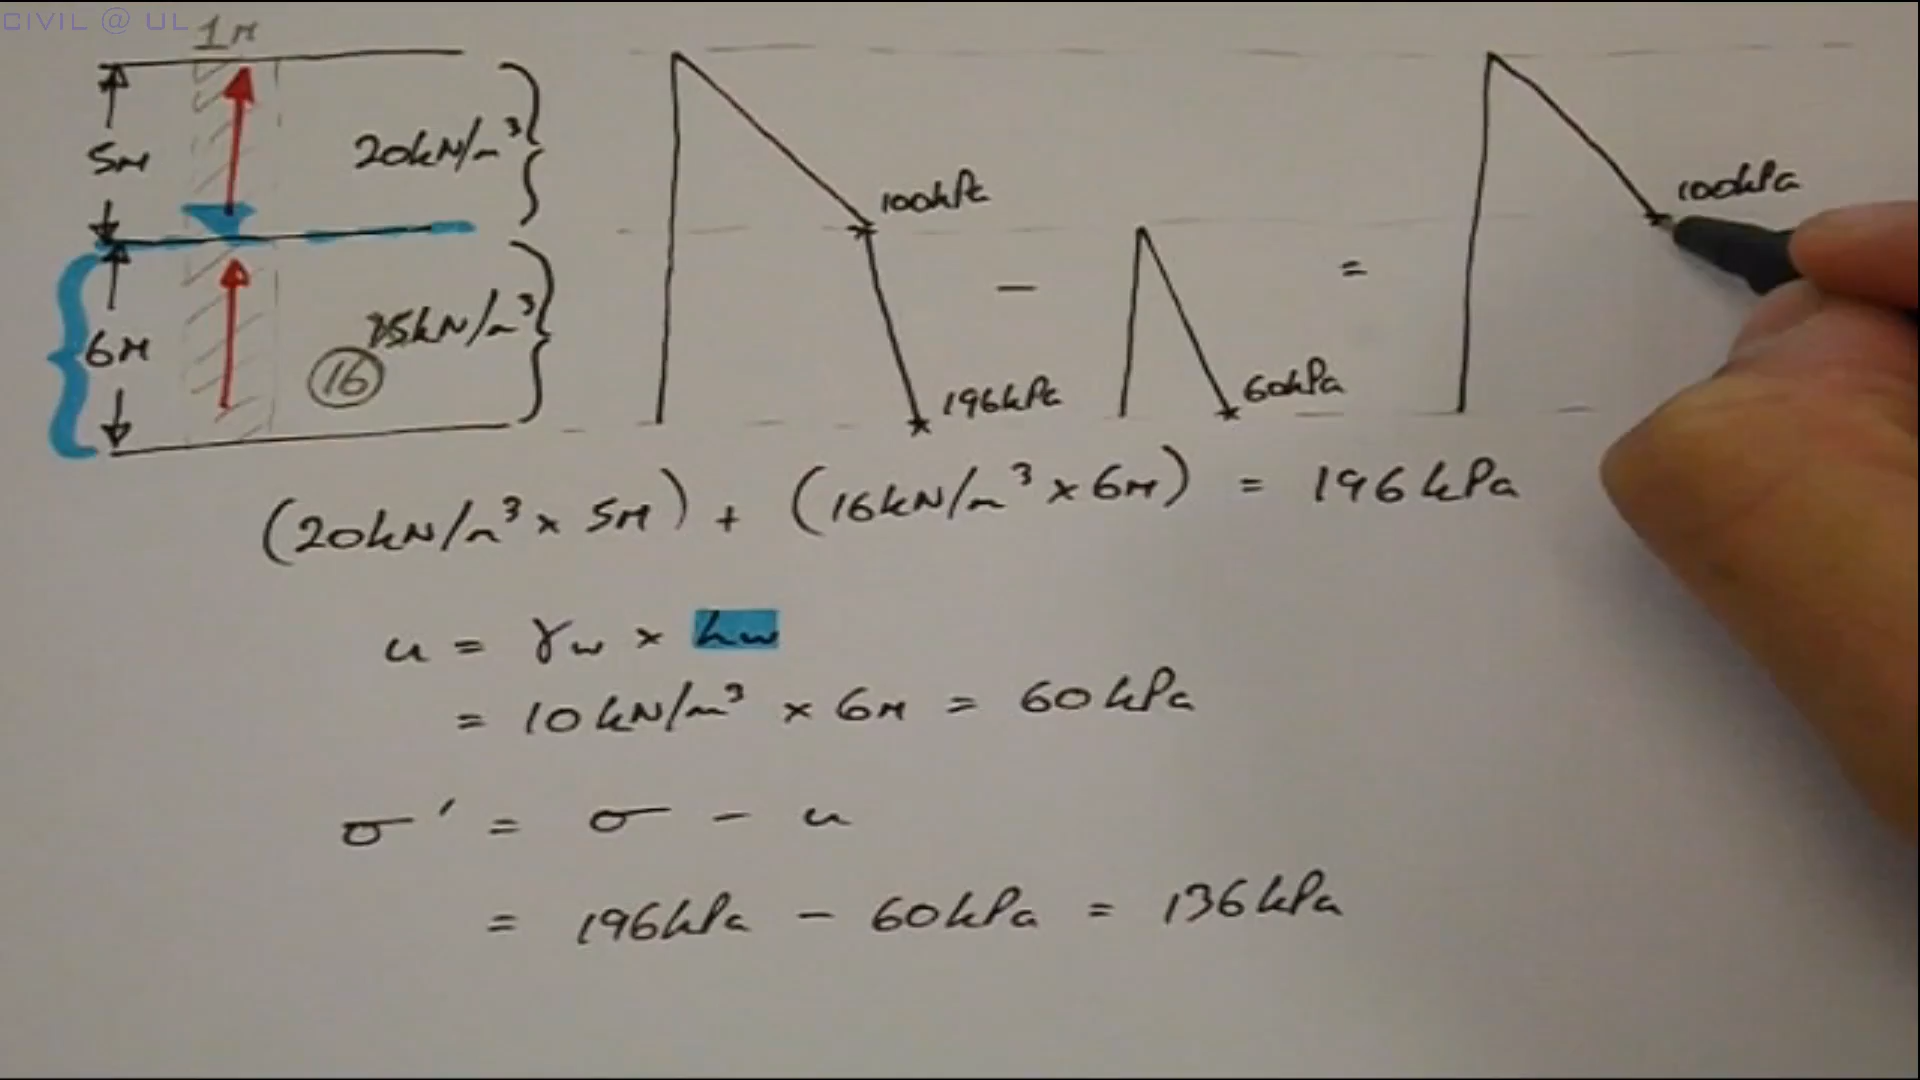 CIVIL @ UL
1M
5M
20kN/m³
100kPa
100kPa
6M
15kN/m³
16
196kPa
-
60kPa
=
(20kN/m³ × 5M) + (16kN/m³ × 6M) = 196kPa
u = γw × hw
= 10kN/m³ × 6M = 60kPa
σ' = σ - u
= 196kPa - 60kPa = 136kPa